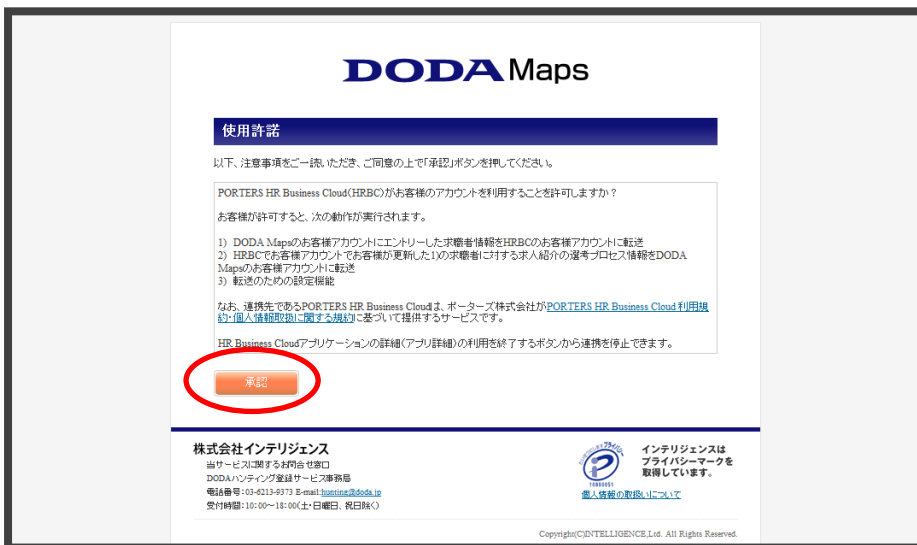 DODA Maps
使用許諾
以下、注意事項をご一読いただき、ご同意の上で「承認」ボタンを押してください。
PORTERS HR Business Cloud(HRBC)がお客様のアカウントを利用することを許可しますか？
お客様が許可すると、次の動作が実行されます。
1) DODA Mapsのお客様アカウントにエントリーした求職者情報をHRBCのお客様アカウントに転送
2) HRBCでお客様アカウントでお客様が更新した1)の求職者に対する求人紹介の選考プロセス情報をDODA
Mapsのお客様アカウントに転送
3) 転送のための設定機能
なお、連携先であるPORTERS HR Business Cloudは、ポーターズ株式会社がPORTERS HR Business Cloud 利用規
約・個人情報取扱に関する規約に基づいて提供するサービスです。
HR Business Cloudアプリケーションの詳細(アプリ詳細)の利用を終了するボタンから連携を停止できます。
承認
株式会社インテリジェンス
当サービスに関するお問合せ窓口
DODAハンティング登録サービス事務局
電話番号:03-6213-9373 E-mail:hunting@doda.jp
受付時間:10:00～18:00(土・日曜日、祝日除く)
インテリジェンスは
プライバシーマークを
取得しています。
個人情報の取扱いについて
Copyright(C)INTELLIGENCE,Ltd. All Rights Reserved.